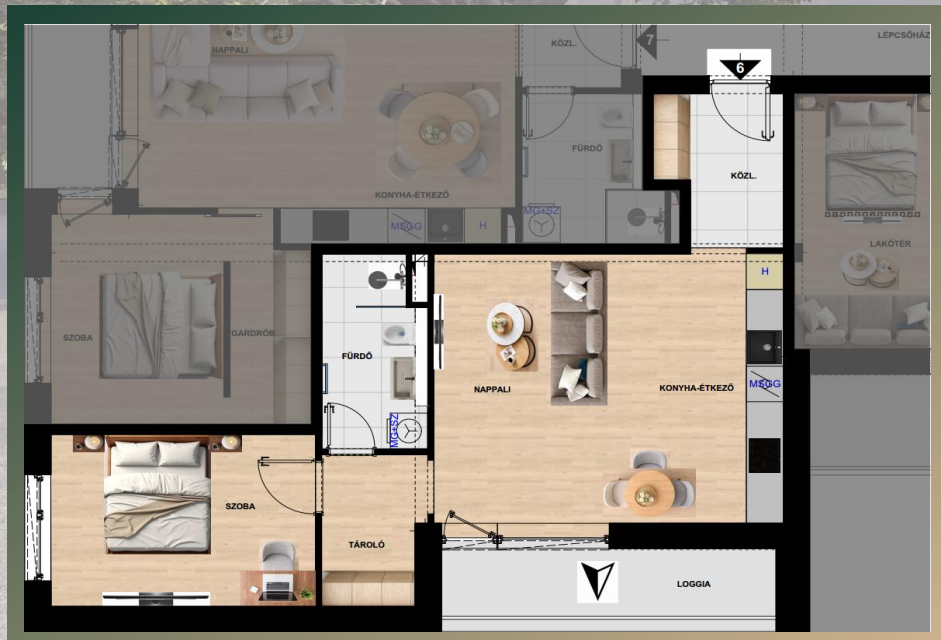 NAPPALI
KÖZL.
7
LÉPCSŐHÁZ
6
FÜRDŐ
KÖZL.
KONYHA-ÉTKEZŐ
MSGG
H
MG+SZ
LAKÓTÉR
H
SZOBA
GARDRÓB
FÜRDŐ
NAPPALI
KONYHA-ÉTKEZŐ
MSGG
MG+SZ
SZOBA
TÁROLÓ
LOGGIA